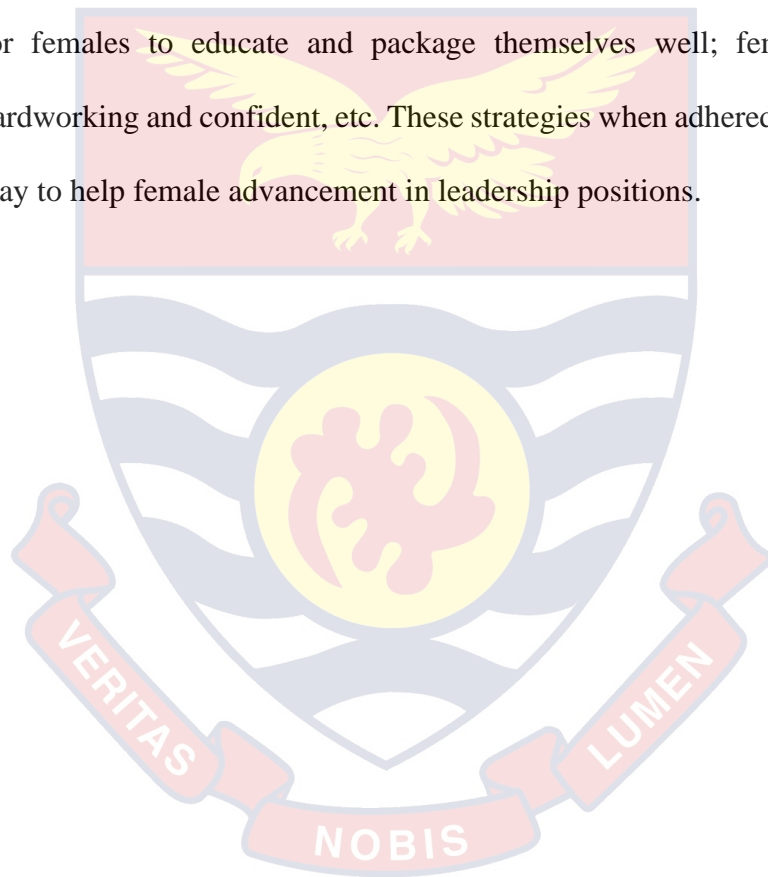 or females to educate and package themselves well; fer
ardworking and confident, etc. These strategies when adhered
ay to help female advancement in leadership positions.
VERITAS
NOBIS
LUMEN